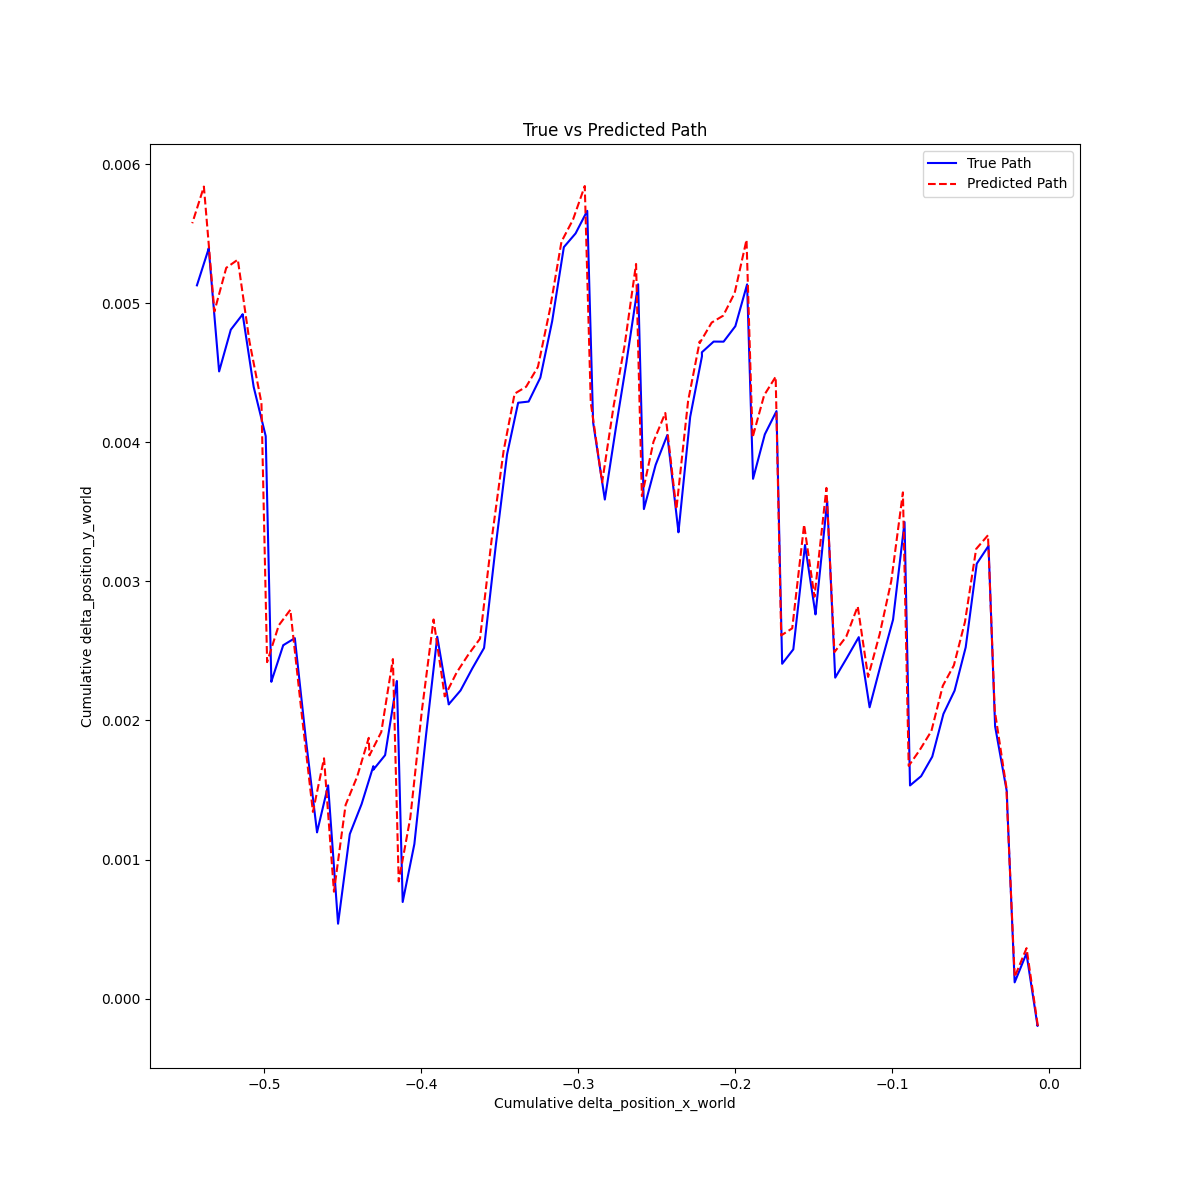 True vs Predicted Path
True Path
Predicted Path
0.006
0.005
0.004
0.003
0.002
0.001
0.000
Cumulative delta_position_y_world
−0.5
−0.4
−0.3
−0.2
−0.1
0.0
Cumulative delta_position_x_world